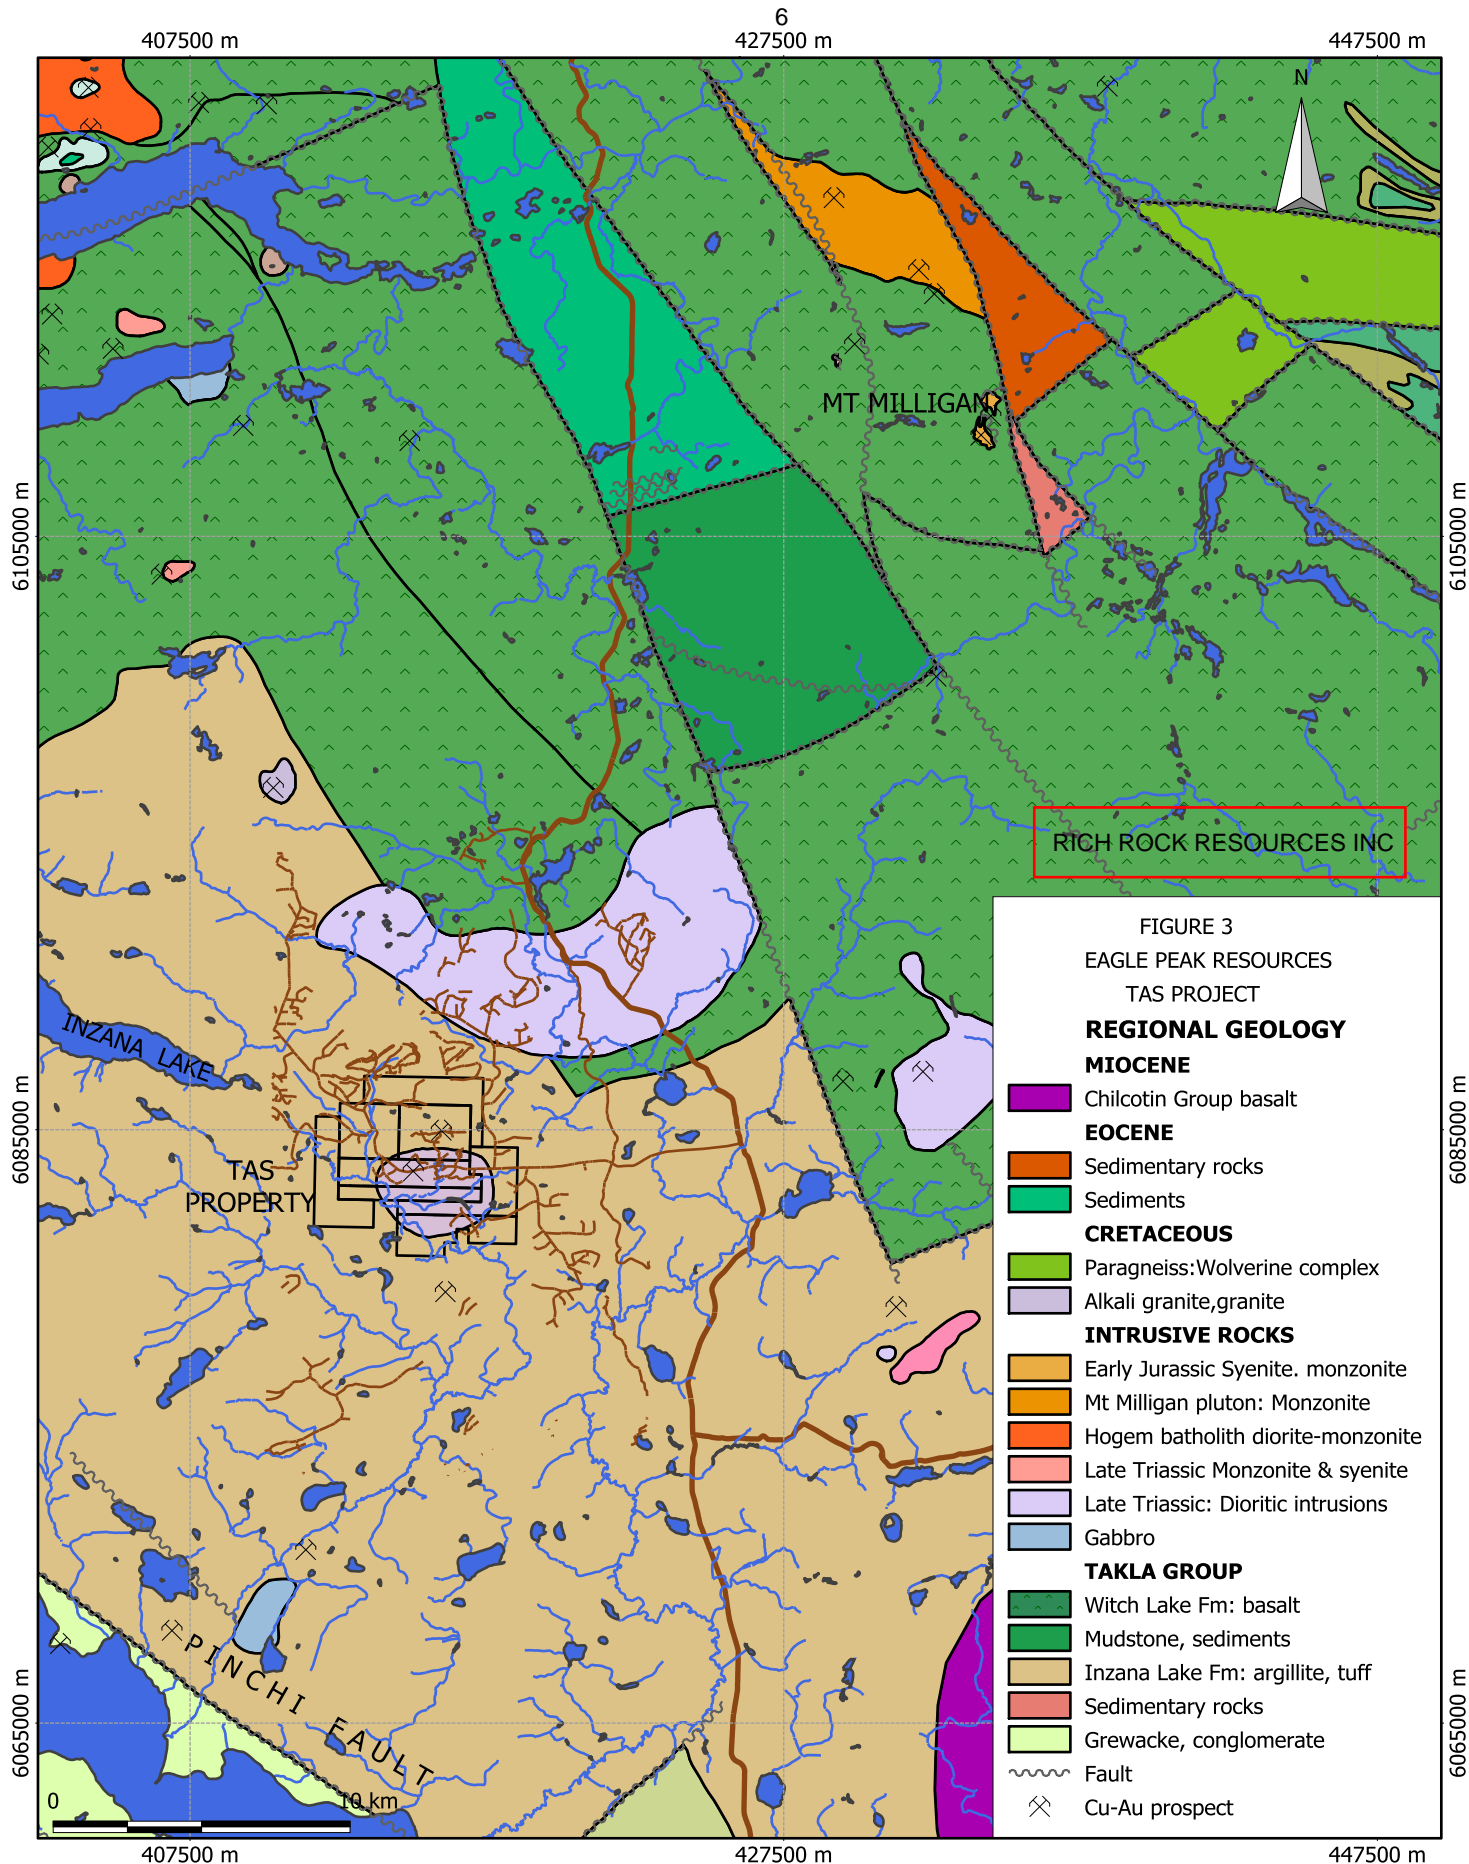 6
407500 m
427500 m
447500 m
N
MT MILLIGAN
6105000 m
6105000 m
RICH ROCK RESOURCES INC
INZANA LAKE
6085000 m
6085000 m
TAS
PROPERTY
PINCHI FAULT
6065000 m
6065000 m
0
10 km
407500 m
427500 m
447500 m
FIGURE 3
EAGLE PEAK RESOURCES
TAS PROJECT
REGIONAL GEOLOGY
MIOCENE
Chilcotin Group basalt
EOCENE
Sedimentary rocks
Sediments
CRETACEOUS
Paragneiss:Wolverine complex
Alkali granite,granite
INTRUSIVE ROCKS
Early Jurassic Syenite. monzonite
Mt Milligan pluton: Monzonite
Hogem batholith diorite-monzonite
Late Triassic Monzonite & syenite
Late Triassic: Dioritic intrusions
Gabbro
TAKLA GROUP
Witch Lake Fm: basalt
Mudstone, sediments
Inzana Lake Fm: argillite, tuff
Sedimentary rocks
Grewacke, conglomerate
Fault
Cu-Au prospect